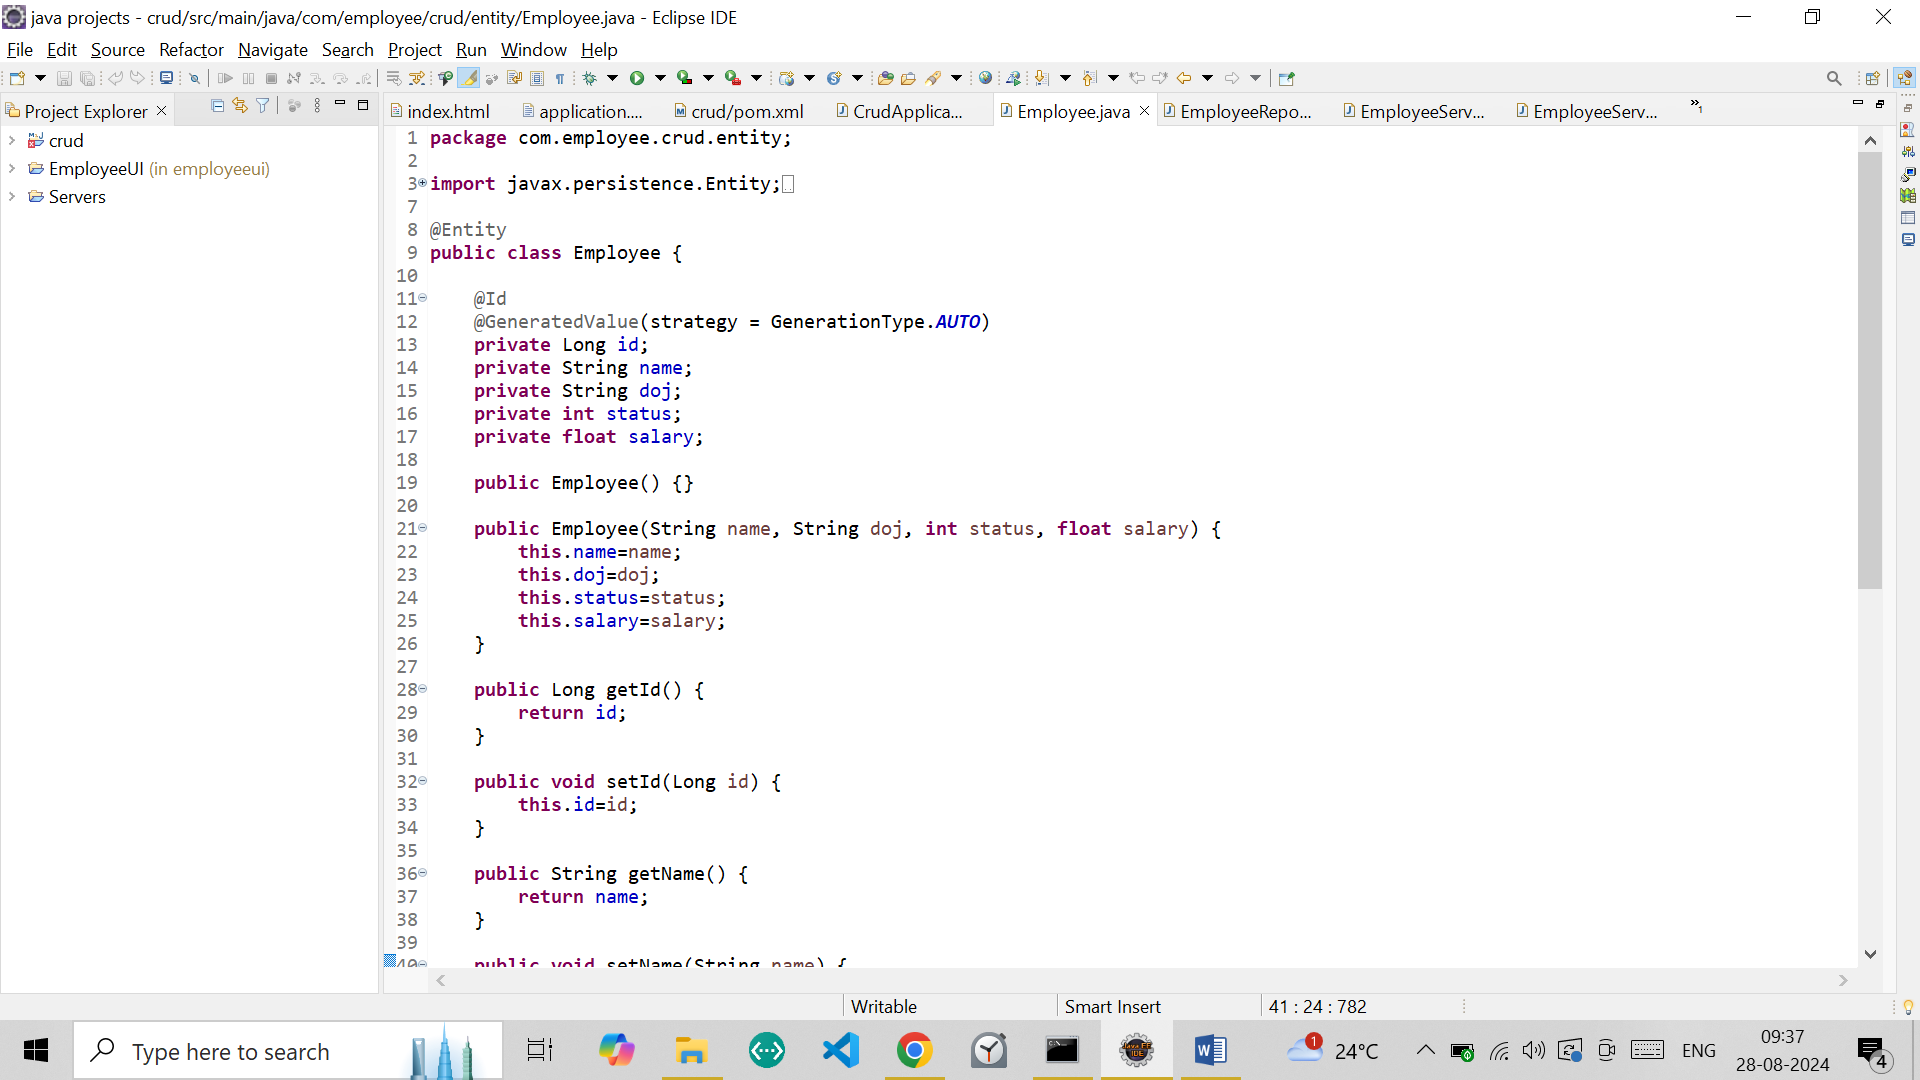 java projects - crud/src/main/java/com/employee/crud/entity/Employee.java - Eclipse IDE
File Edit Source Refactor Navigate Search Project Run Window Help
Project Explorer
crud
EmployeeUI (in employeeui)
Servers
index.html application.... crud/pom.xml CrudApplica... Employee.java EmployeeRepo... EmployeeServ... EmployeeServ... »1
1 package com.employee.crud.entity;
2
3 import javax.persistence.Entity;
7
8 @Entity
9 public class Employee {
10
11 @Id
12 @GeneratedValue(strategy = GenerationType.AUTO)
13 private Long id;
14 private String name;
15 private String doj;
16 private int status;
17 private float salary;
18
19 public Employee() {}
20
21 public Employee(String name, String doj, int status, float salary) {
22 this.name=name;
23 this.doj=doj;
24 this.status=status;
25 this.salary=salary;
26 }
27
28 public Long getId() {
29 return id;
30 }
31
32 public void setId(Long id) {
33 this.id=id;
34 }
35
36 public String getName() {
37 return name;
38 }
39
40 public void setName(String name) {
Writable Smart Insert 41 : 24 : 782
Type here to search
1 24°C ENG 09:37
28-08-2024 4